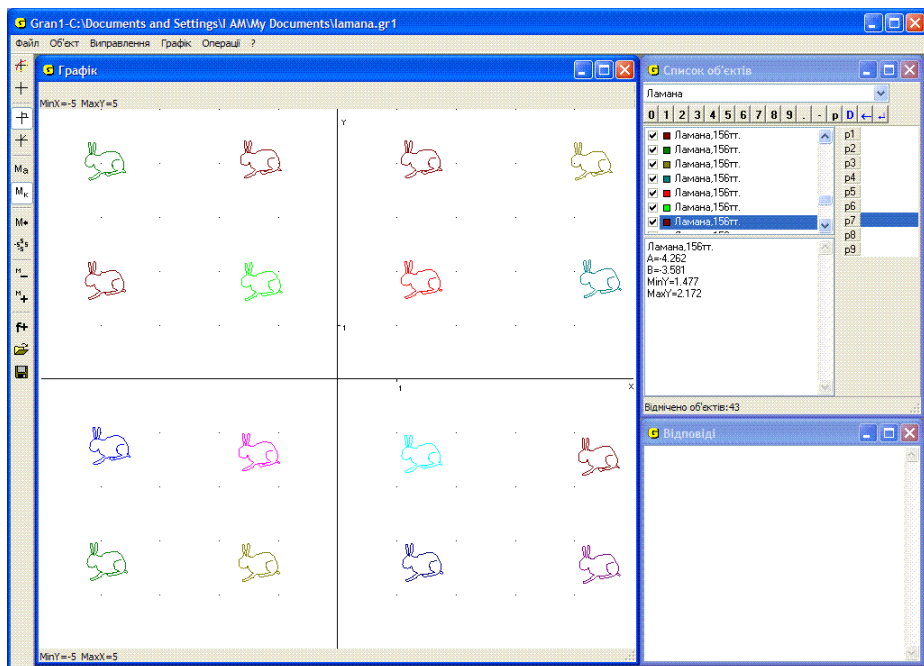 Gran1-C:\Documents and Settings\I AM\My Documents\lamana.gr1
Файл Об'єкт Виправлення Графік Операції ?
Графік
MinX=-5 MaxY=5
Y
1
X
1
MinY=-5 MaxX=5
Ma
Mк
M+
M
M+
f+
Список об'єктів
Ламана
0 1 2 3 4 5 6 7 8 9 . - p D
Ламана,156тт.
Ламана,156тт.
Ламана,156тт.
Ламана,156тт.
Ламана,156тт.
Ламана,156тт.
Ламана,156тт.
p1
p2
p3
p4
p5
p6
p7
p8
p9
Ламана,156тт.
A=-4.262
B=-3.581
MinY=1.477
MaxY=2.172
Відмічено об'єктів:43
Відповіді